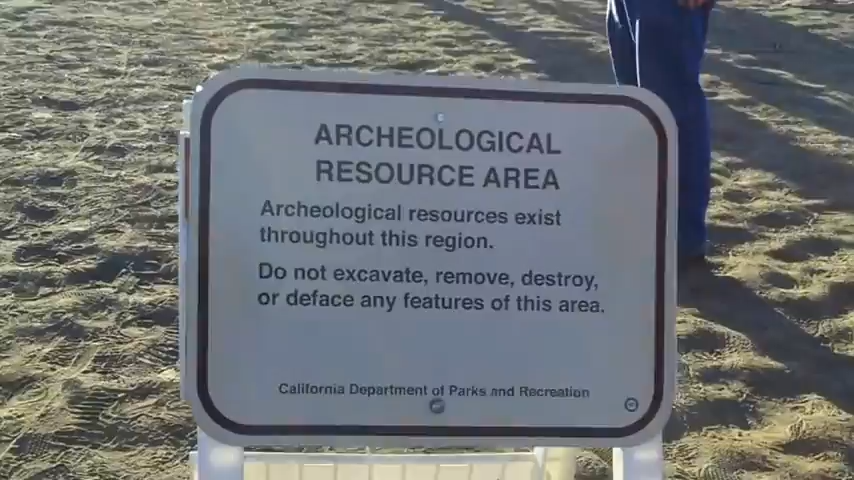 ARCHEOLOGICAL
RESOURCE AREA
Archeological resources exist
throughout this region.
Do not excavate, remove, destroy,
or deface any features of this area.
California Department of Parks and Recreation